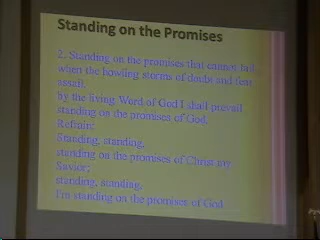 Standing on the Promises
2. Standing on the promises that cannot fail,
when the howling storms of doubt and fear
assail,
by the living Word of God I shall prevail,
standing on the promises of God.
Refrain:
Standing, standing,
standing on the promises of Christ my
Savior;
standing, standing,
I'm standing on the promises of God.